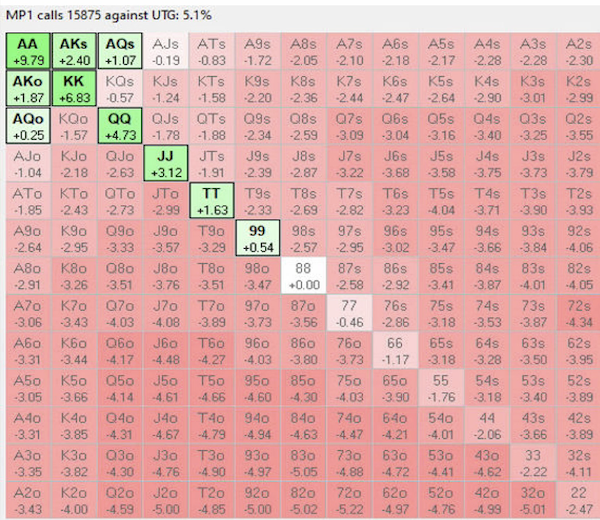 MP1 calls 15875 against UTG: 5.1%
AA AKs AQs AJs ATs A9s A8s A7s A6s A5s A4s A3s A2s
+9.79 +2.40 +1.07 -0.19 -0.83 -1.72 -2.05 -2.10 -2.18 -2.17 -2.28 -2.28 -2.30
AKo KK KQs KJs KTs K9s K8s K7s K6s K5s K4s K3s K2s
+1.87 +6.83 -0.57 -1.24 -1.58 -2.20 -2.36 -2.44 -2.47 -2.64 -2.90 -3.01 -2.99
AQo KQo QQ QJs QTs Q9s Q8s Q7s Q6s Q5s Q4s Q3s Q2s
+0.25 -1.57 +4.73 -1.78 -1.88 -2.34 -2.59 -3.09 -3.04 -3.16 -3.40 -3.25 -3.55
AJo KJo QJo JJ JTs J9s J8s J7s J6s J5s J4s J3s J2s
-1.04 -2.18 -2.63 +3.12 -1.91 -2.39 -2.87 -3.22 -3.68 -3.58 -3.75 -3.73 -3.79
ATo KTo QTo JTo TT T9s T8s T7s T6s T5s T4s T3s T2s
-1.85 -2.43 -2.73 -2.99 +1.63 -2.33 -2.69 -2.82 -3.23 -4.04 -3.71 -3.90 -3.93
A9o K9o Q9o J9o T9o 99 98s 97s 96s 95s 94s 93s 92s
-2.64 -2.95 -3.33 -3.57 -3.29 +0.54 -2.57 -2.95 -3.02 -3.47 -3.66 -3.84 -4.06
A8o K8o Q8o J8o T8o 98o 88 87s 86s 85s 84s 83s 82s
-2.91 -3.26 -3.51 -3.76 -3.51 -3.47 +0.00 -2.58 -2.92 -3.41 -3.87 -4.01 -4.05
A7o K7o Q7o J7o T7o 97o 87o 77 76s 75s 74s 73s 72s
-3.06 -3.43 -4.03 -4.08 -3.89 -3.73 -3.56 -0.46 -2.86 -3.18 -3.53 -3.87 -4.34
A6o K6o Q6o J6o T6o 96o 86o 76o 66 65s 64s 63s 62s
-3.31 -3.44 -4.17 -4.48 -4.27 -4.03 -3.80 -3.73 -1.17 -3.18 -3.28 -3.50 -3.95
A5o K5o Q5o J5o T5o 95o 85o 75o 65o 55 54s 53s 52s
-3.05 -3.66 -4.14 -4.61 -4.66 -4.60 -4.30 -4.03 -3.90 -1.76 -3.18 -3.40 -3.89
A4o K4o Q4o J4o T4o 94o 84o 74o 64o 54o 44 43s 42s
-3.31 -3.85 -4.31 -4.67 -4.79 -4.94 -4.63 -4.47 -4.21 -4.01 -2.06 -3.66 -3.89
A3o K3o Q3o J3o T3o 93o 83o 73o 63o 53o 43o 33 32s
-3.35 -3.82 -4.30 -4.76 -4.90 -4.97 -5.05 -4.88 -4.72 -4.41 -4.62 -2.22 -4.11
A2o K2o Q2o J2o T2o 92o 82o 72o 62o 52o 42o 32o 22
-3.43 -4.00 -4.59 -5.00 -4.85 -5.00 -5.02 -5.22 -4.97 -4.76 -4.99 -5.01 -2.47